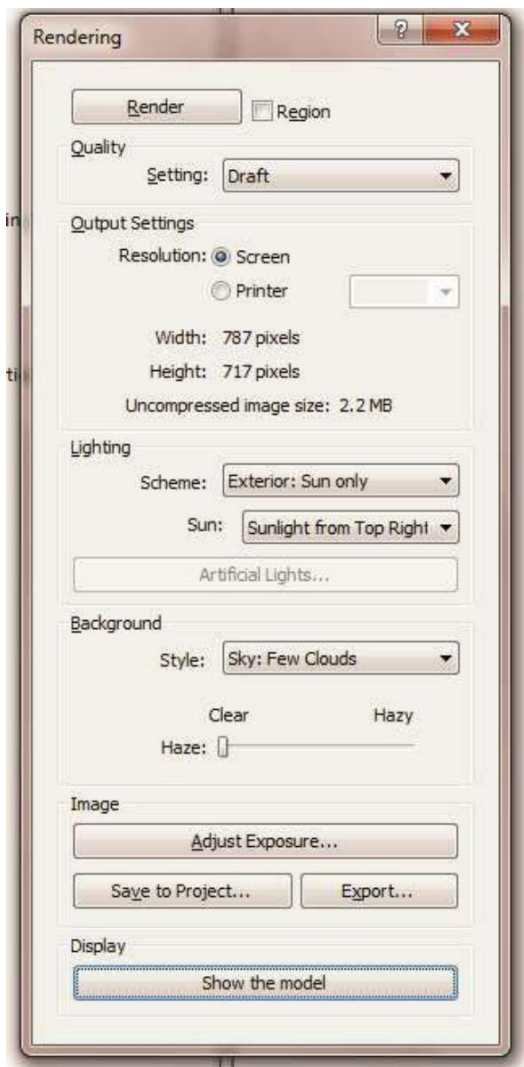 Rendering
Render Region
Quality
Setting: Draft
Output Settings
Resolution: Screen
Printer
Width: 787 pixels
Height: 717 pixels
Uncompressed image size: 2.2 MB
Lighting
Scheme: Exterior: Sun only
Sun: Sunlight from Top Right
Artificial Lights...
Background
Style: Sky: Few Clouds
Clear Hazy
Haze:
Image
Adjust Exposure...
Save to Project... Export...
Display
Show the model